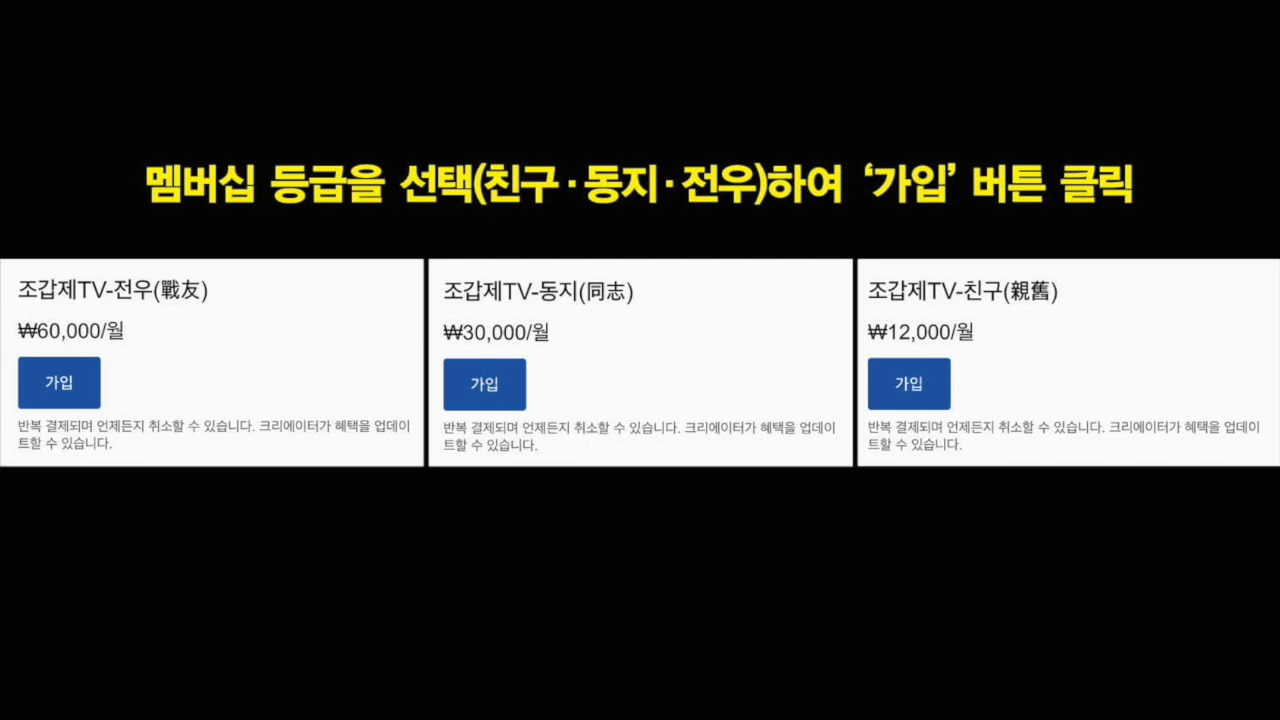 멤버십 등급을 선택(친구·동지·전우)하여 ‘가입’ 버튼 클릭
조갑제TV-전우(戰友)
₩60,000/월
가입
반복 결제되며 언제든지 취소할 수 있습니다. 크리에이터가 혜택을 업데이
트할 수 있습니다.
조갑제TV-동지(同志)
₩30,000/월
가입
반복 결제되며 언제든지 취소할 수 있습니다. 크리에이터가 혜택을 업데이
트할 수 있습니다.
조갑제TV-친구(親舊)
₩12,000/월
가입
반복 결제되며 언제든지 취소할 수 있습니다. 크리에이터가 혜택을 업데이
트할 수 있습니다.